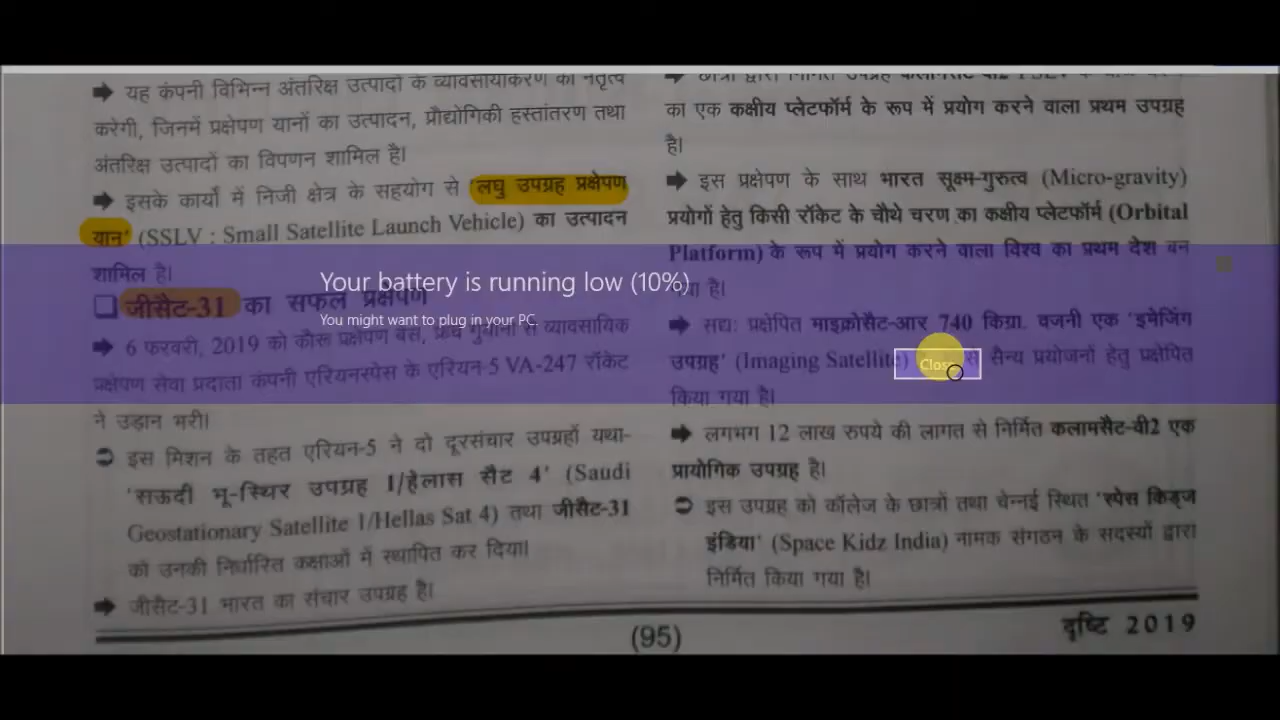 ➡ यह कंपनी विभिन्न अंतरिक्ष उत्पादों के व्यावसायीकरण का नेतृत्व
करेगी, जिनमें प्रक्षेपण यानों का उत्पादन, प्रौद्योगिकी हस्तांतरण तथा
अंतरिक्ष उत्पादों का विपणन शामिल है।
➡ इसके कार्यों में निजी क्षेत्र के सहयोग से 'लघु उपग्रह प्रक्षेपण
यान' (SSLV : Small Satellite Launch Vehicle) का उत्पादन
शामिल है।
❑ जीसैट-31 का सफल प्रक्षेपण
➡ 6 फरवरी, 2019 को कौरू प्रक्षेपण बेस, फ्रेंच गुयाना से व्यावसायिक
प्रक्षेपण सेवा प्रदाता कंपनी एरियनस्पेस के एरियन-5 VA-247 रॉकेट
ने उड़ान भरी।
➲ इस मिशन के तहत एरियन-5 ने दो दूरसंचार उपग्रहों यथा-
'सऊदी भू-स्थिर उपग्रह 1/हेलास सैट 4' (Saudi
Geostationary Satellite 1/Hellas Sat 4) तथा जीसैट-31
को उनकी निर्धारित कक्षाओं में स्थापित कर दिया।
➡ जीसैट-31 भारत का संचार उपग्रह है।
➡ छात्रों द्वारा निर्मित उपग्रह कलामसैट-वी2 PSLV के
का एक कक्षीय प्लेटफॉर्म के रूप में प्रयोग करने वाला प्रथम उपग्रह
है।
➡ इस प्रक्षेपण के साथ भारत सूक्ष्म-गुरुत्व (Micro-gravity)
प्रयोगों हेतु किसी रॉकेट के चौथे चरण का कक्षीय प्लेटफॉर्म (Orbital
Platform) के रूप में प्रयोग करने वाला विश्व का प्रथम देश बन
गया है।
➡ सद्यः प्रक्षेपित माइक्रोसैट-आर 740 किग्रा. वजनी एक 'इमेजिंग
उपग्रह' (Imaging Satellite) सैन्य प्रयोजनों हेतु प्रक्षेपित
किया गया है।
➡ लगभग 12 लाख रुपये की लागत से निर्मित कलामसैट-वी2 एक
प्रायोगिक उपग्रह है।
➲ इस उपग्रह को कॉलेज के छात्रों तथा चेन्नई स्थित 'स्पेस किड्ज
इंडिया' (Space Kidz India) नामक संगठन के सदस्यों द्वारा
निर्मित किया गया है।
(95)
दृष्टि 2019
Your battery is running low (10%)
You might want to plug in your PC.
Close